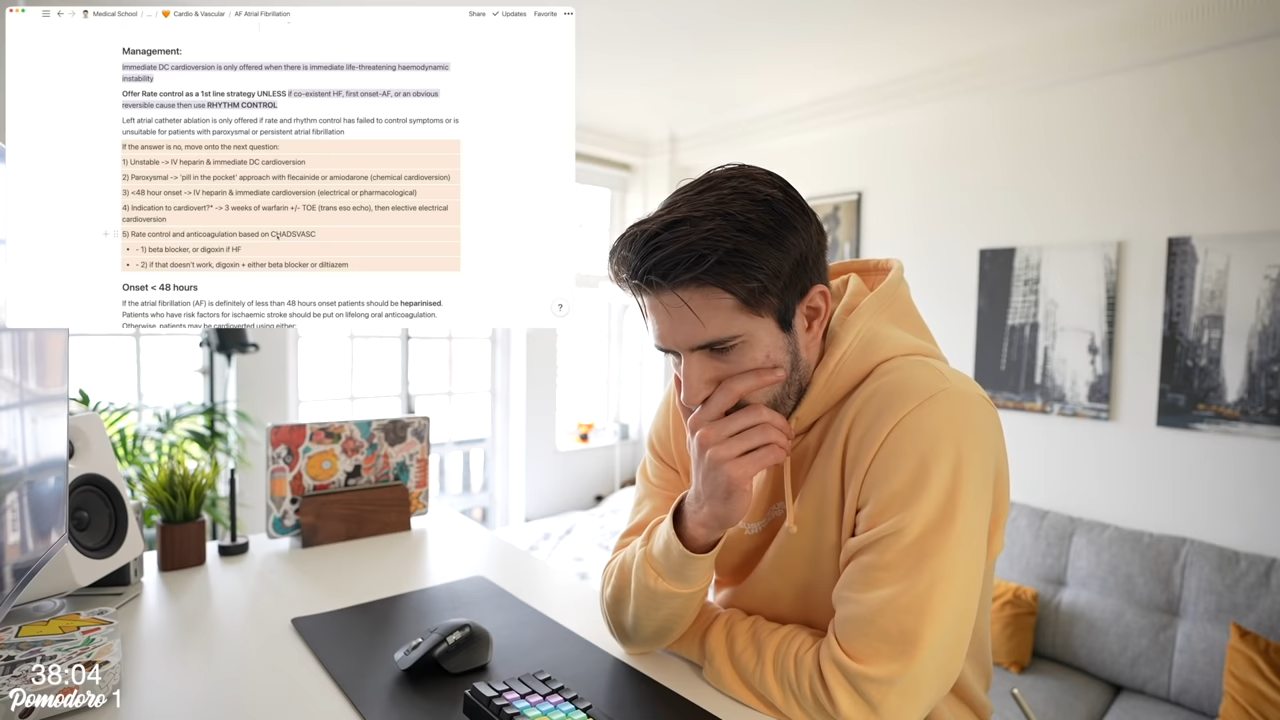 Medical School / ... / Cardio & Vascular / AF Atrial Fibrillation
Share Updates Favorite
Management:
Immediate DC cardioversion is only offered when there is immediate life-threatening haemodynamic
instability
Offer Rate control as a 1st line strategy UNLESS if co-existent HF, first onset-AF, or an obvious
reversible cause then use RHYTHM CONTROL
Left atrial catheter ablation is only offered if rate and rhythm control has failed to control symptoms or is
unsuitable for patients with paroxysmal or persistent atrial fibrillation
If the answer is no, move onto the next question:
1) Unstable -> IV heparin & immediate DC cardioversion
2) Paroxysmal -> 'pill in the pocket' approach with flecainide or amiodarone (chemical cardioversion)
3) <48 hour onset -> IV heparin & immediate cardioversion (electrical or pharmacological)
4) Indication to cardiovert?* -> 3 weeks of warfarin +/- TOE (trans eso echo), then elective electrical
cardioversion
5) Rate control and anticoagulation based on CHADSVASC
• - 1) beta blocker, or digoxin if HF
• - 2) if that doesn't work, digoxin + either beta blocker or diltiazem
Onset < 48 hours
If the atrial fibrillation (AF) is definitely of less than 48 hours onset patients should be heparinised.
Patients who have risk factors for ischaemic stroke should be put on lifelong oral anticoagulation.
Otherwise, patients may be cardioverted using either:
?
38:04
Pomodoro 1